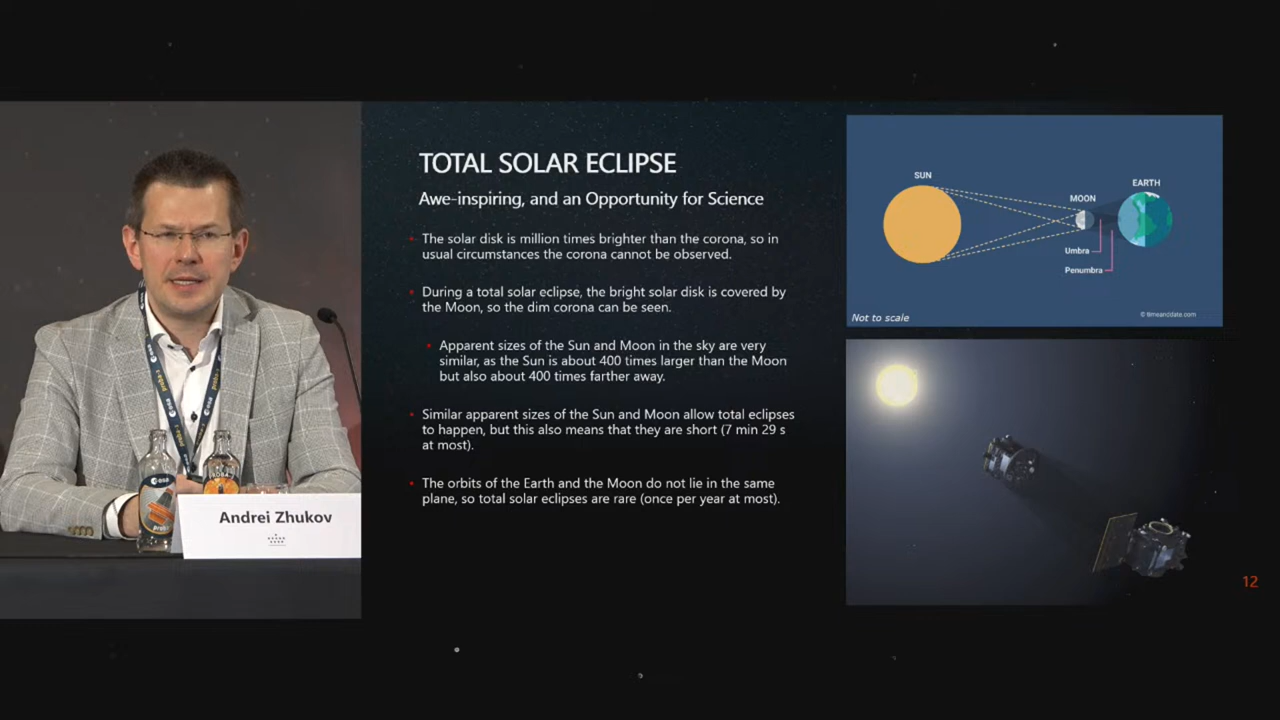 TOTAL SOLAR ECLIPSE
Awe-inspiring, and an Opportunity for Science
The solar disk is million times brighter than the corona, so in
usual circumstances the corona cannot be observed.
During a total solar eclipse, the bright solar disk is covered by
the Moon, so the dim corona can be seen.
Apparent sizes of the Sun and Moon in the sky are very
similar, as the Sun is about 400 times larger than the Moon
but also about 400 times farther away.
Similar apparent sizes of the Sun and Moon allow total eclipses
to happen, but this also means that they are short (7 min 29 s
at most).
The orbits of the Earth and the Moon do not lie in the same
plane, so total solar eclipses are rare (once per year at most).
SUN
MOON
EARTH
Umbra
Penumbra
Not to scale
© timeanddate.com
12
esa
proba-3
esa
Andrei Zhukov